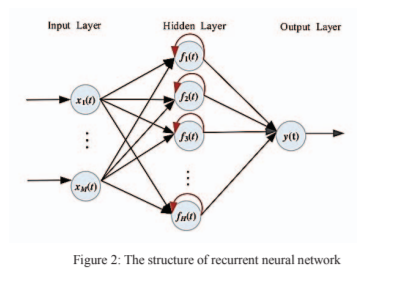 Input Layer Hidden Layer Output Layer
f1(t)
x1(t)
f2(t)
f3(t)
y(t)
xM(t)
fH(t)
Figure 2: The structure of recurrent neural network